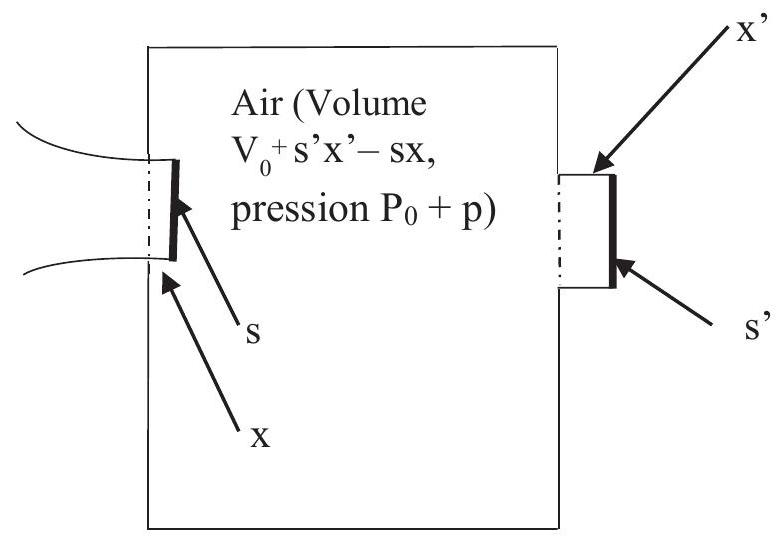 x’
Air (Volume
V₀+ s’x’– sx,
pression P₀ + p)
s
s’
x